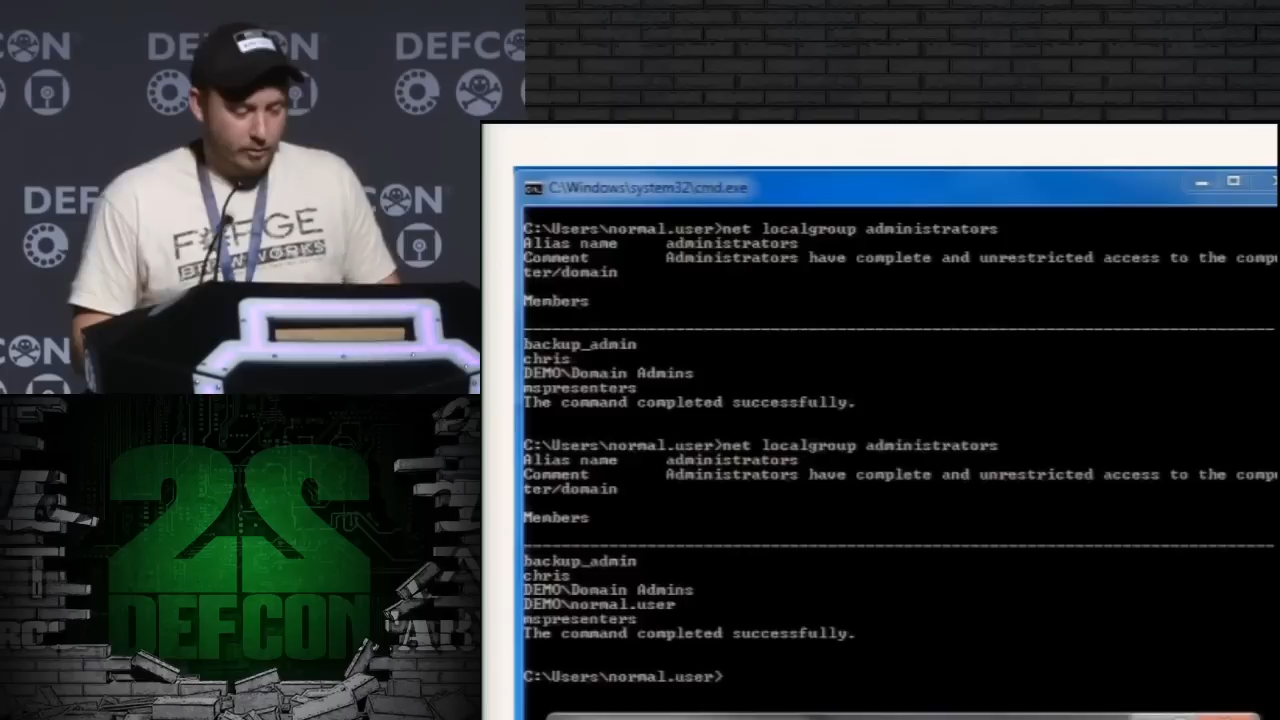 DEFCON
DEFCON
FORGE
BREWWORKS
22
DEFCON
C:\Windows\system32\cmd.exe
C:\Users\normal.user>net localgroup administrators
Alias name     administrators
Comment        Administrators have complete and unrestricted access to the comp
ter/domain
Members
backup_admin
chris
DEMO\Domain Admins
mspresenters
The command completed successfully.
C:\Users\normal.user>net localgroup administrators
Alias name     administrators
Comment        Administrators have complete and unrestricted access to the comp
ter/domain
Members
backup_admin
chris
DEMO\Domain Admins
DEMO\normal.user
mspresenters
The command completed successfully.
C:\Users\normal.user>